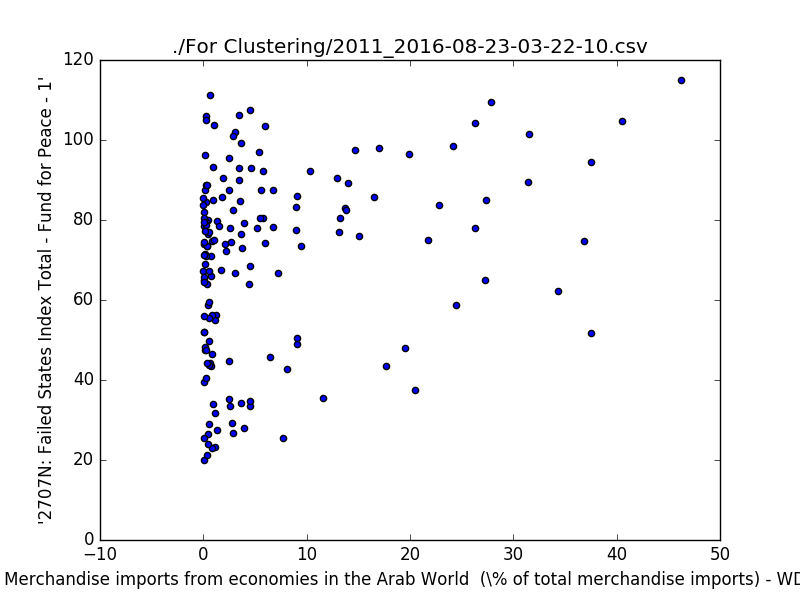 ./For Clustering/2011_2016-08-23-03-22-10.csv
'2707N: Failed States Index Total - Fund for Peace - 1'
120
100
80
60
40
20
0
−10 0 10 20 30 40 50
Merchandise imports from economies in the Arab World (\% of total merchandise imports) - WD